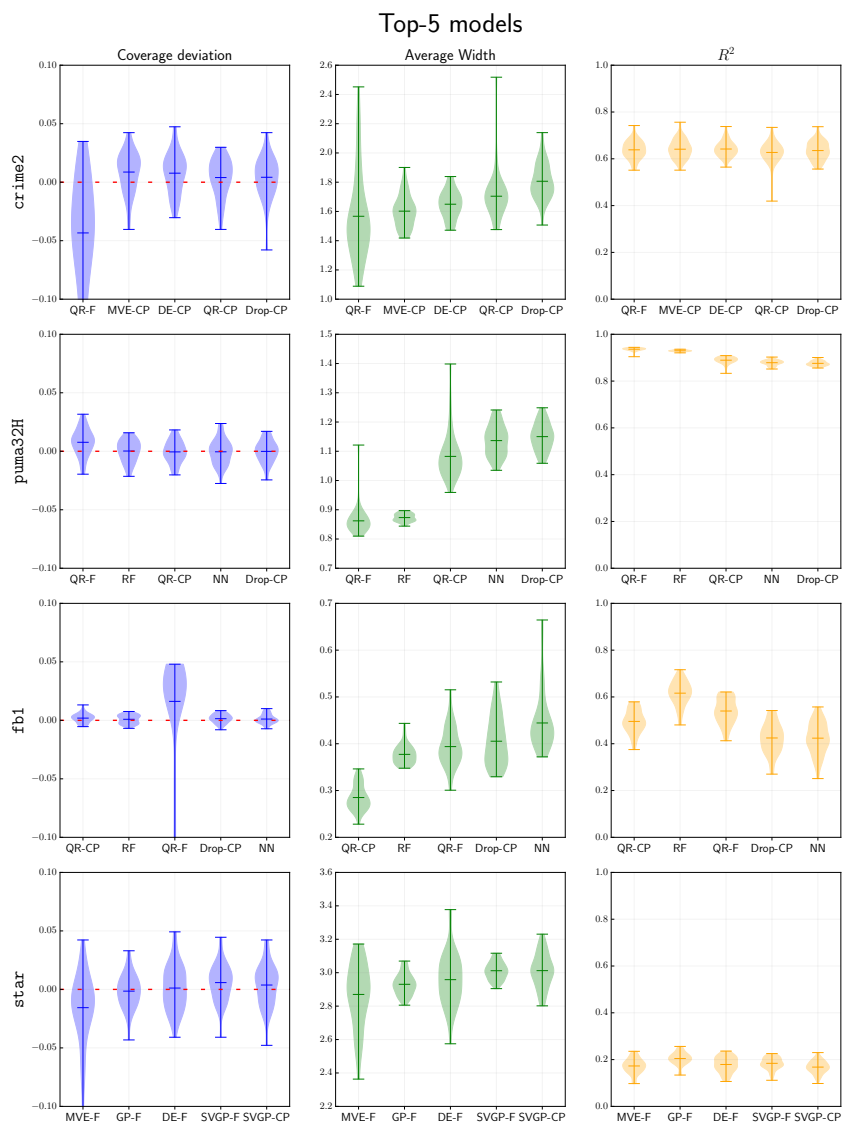 Top-5 models
Coverage deviation Average Width R²
crime2
0.10 2.6 1.0
0.05 2.4 0.8
0.00 2.2 0.6
−0.05 2.0 0.4
−0.10 1.8 0.2
1.6 0.0
1.4
1.2
1.0
QR-F MVE-CP DE-CP QR-CP Drop-CP QR-F MVE-CP DE-CP QR-CP Drop-CP QR-F MVE-CP DE-CP QR-CP Drop-CP
puma32H
0.10 1.5 1.0
0.05 1.4 0.8
0.00 1.3 0.6
−0.05 1.2 0.4
−0.10 1.1 0.2
1.0 0.0
0.9
0.8
0.7
QR-F RF QR-CP NN Drop-CP QR-F RF QR-CP NN Drop-CP QR-F RF QR-CP NN Drop-CP
fb1
0.10 0.7 1.0
0.05 0.6 0.8
0.00 0.5 0.6
−0.05 0.4 0.4
−0.10 0.3 0.2
0.2 0.0
QR-CP RF QR-F Drop-CP NN QR-CP RF QR-F Drop-CP NN QR-CP RF QR-F Drop-CP NN
star
0.10 3.6 1.0
0.05 3.4 0.8
0.00 3.2 0.6
−0.05 3.0 0.4
−0.10 2.8 0.2
2.6 0.0
2.4
2.2
MVE-F GP-F DE-F SVGP-F SVGP-CP MVE-F GP-F DE-F SVGP-F SVGP-CP MVE-F GP-F DE-F SVGP-F SVGP-CP